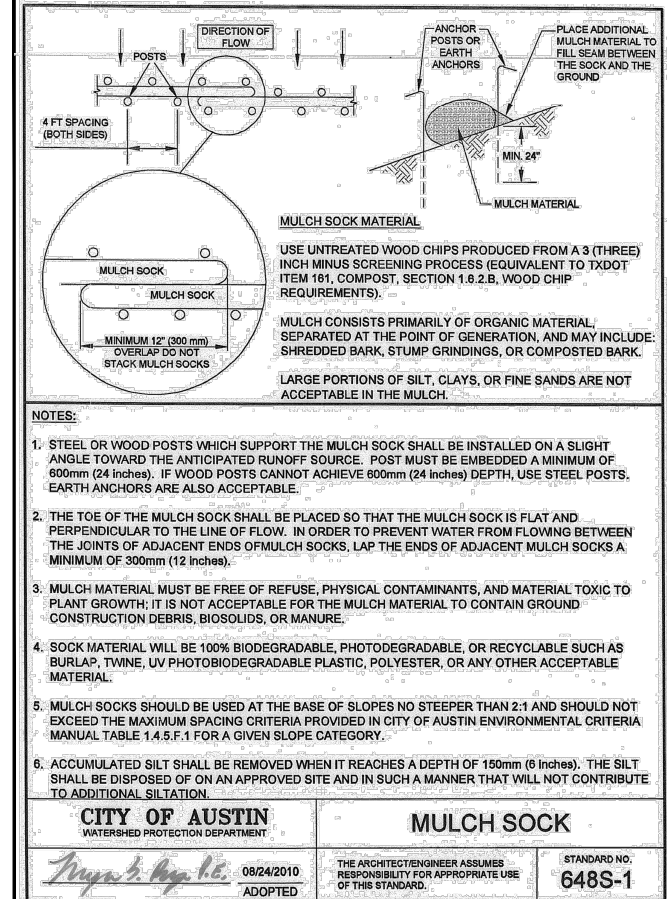 DIRECTION OF
FLOW
POSTS
4 FT SPACING
(BOTH SIDES)
ANCHOR
POSTS OR
EARTH
ANCHORS
PLACE ADDITIONAL
MULCH MATERIAL TO
FILL SEAM BETWEEN
THE SOCK AND THE
GROUND
MIN. 24"
MULCH MATERIAL
MULCH SOCK
MULCH SOCK
MINIMUM 12" (300 mm)
OVERLAP DO NOT
STACK MULCH SOCKS
MULCH SOCK MATERIAL
USE UNTREATED WOOD CHIPS PRODUCED FROM A 3 (THREE)
INCH MINUS SCREENING PROCESS (EQUIVALENT TO TXDOT
ITEM 161, COMPOST, SECTION 1.6.2.B, WOOD CHIP
REQUIREMENTS).
MULCH CONSISTS PRIMARILY OF ORGANIC MATERIAL,
SEPARATED AT THE POINT OF GENERATION, AND MAY INCLUDE:
SHREDDED BARK, STUMP GRINDINGS, OR COMPOSTED BARK.
LARGE PORTIONS OF SILT, CLAYS, OR FINE SANDS ARE NOT
ACCEPTABLE IN THE MULCH.
NOTES:
1. STEEL OR WOOD POSTS WHICH SUPPORT THE MULCH SOCK SHALL BE INSTALLED ON A SLIGHT
ANGLE TOWARD THE ANTICIPATED RUNOFF SOURCE. POST MUST BE EMBEDDED A MINIMUM OF
600mm (24 inches). IF WOOD POSTS CANNOT ACHIEVE 600mm (24 inches) DEPTH, USE STEEL POSTS.
EARTH ANCHORS ARE ALSO ACCEPTABLE.
2. THE TOE OF THE MULCH SOCK SHALL BE PLACED SO THAT THE MULCH SOCK IS FLAT AND
PERPENDICULAR TO THE LINE OF FLOW. IN ORDER TO PREVENT WATER FROM FLOWING BETWEEN
THE JOINTS OF ADJACENT ENDS OFMULCH SOCKS, LAP THE ENDS OF ADJACENT MULCH SOCKS A
MINIMUM OF 300mm (12 inches).
3. MULCH MATERIAL MUST BE FREE OF REFUSE, PHYSICAL CONTAMINANTS, AND MATERIAL TOXIC TO
PLANT GROWTH; IT IS NOT ACCEPTABLE FOR THE MULCH MATERIAL TO CONTAIN GROUND
CONSTRUCTION DEBRIS, BIOSOLIDS, OR MANURE.
4. SOCK MATERIAL WILL BE 100% BIODEGRADABLE, PHOTODEGRADABLE, OR RECYCLABLE SUCH AS
BURLAP, TWINE, UV PHOTOBIODEGRADABLE PLASTIC, POLYESTER, OR ANY OTHER ACCEPTABLE
MATERIAL.
5. MULCH SOCKS SHOULD BE USED AT THE BASE OF SLOPES NO STEEPER THAN 2:1 AND SHOULD NOT
EXCEED THE MAXIMUM SPACING CRITERIA PROVIDED IN CITY OF AUSTIN ENVIRONMENTAL CRITERIA
MANUAL TABLE 1.4.5.F.1 FOR A GIVEN SLOPE CATEGORY.
6. ACCUMULATED SILT SHALL BE REMOVED WHEN IT REACHES A DEPTH OF 150mm (6 inches). THE SILT
SHALL BE DISPOSED OF ON AN APPROVED SITE AND IN SUCH A MANNER THAT WILL NOT CONTRIBUTE
TO ADDITIONAL SILTATION.
CITY OF AUSTIN
WATERSHED PROTECTION DEPARTMENT
MULCH SOCK
P.E.
08/24/2010
ADOPTED
THE ARCHITECT/ENGINEER ASSUMES
RESPONSIBILITY FOR APPROPRIATE USE
OF THIS STANDARD.
STANDARD NO.
648S-1